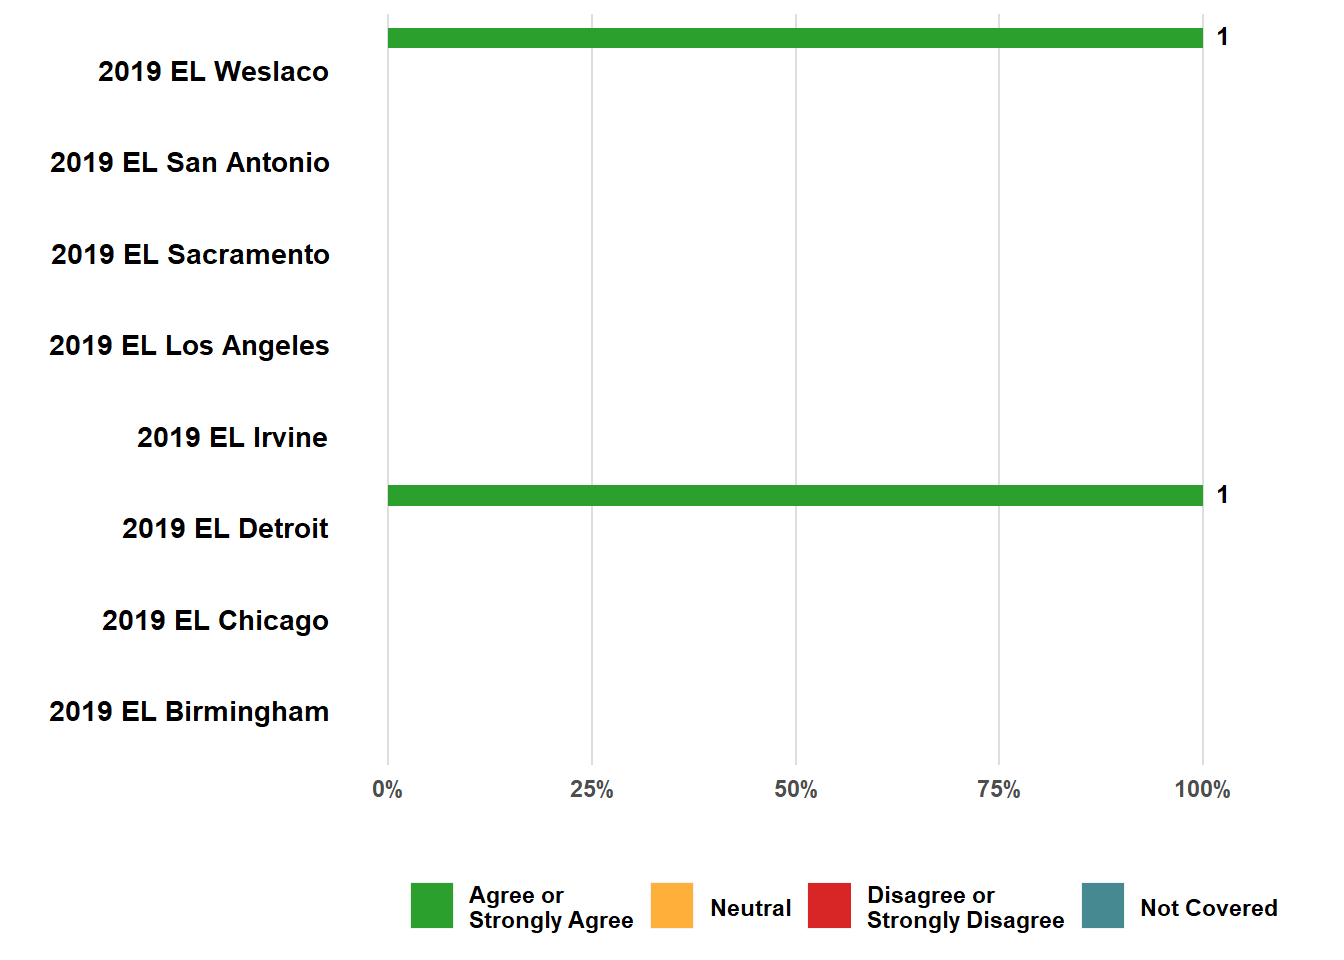 1
2019 EL Weslaco
2019 EL San Antonio
2019 EL Sacramento
2019 EL Los Angeles
2019 EL Irvine
1
2019 EL Detroit
2019 EL Chicago
2019 EL Birmingham
0% 25% 50% 75% 100%
Agree or
Strongly Agree
Neutral
Disagree or
Strongly Disagree
Not Covered